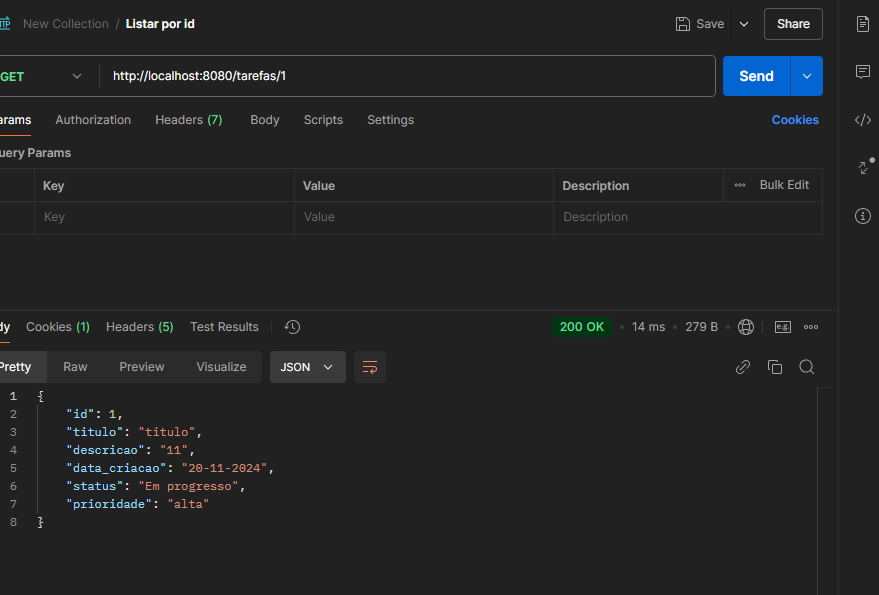 New Collection / Listar por id
Save
Share
GET
http://localhost:8080/tarefas/1
Send
arams Authorization Headers (7) Body Scripts Settings Cookies
uery Params
Key Value Description ••• Bulk Edit
Key Value Description
dy Cookies (1) Headers (5) Test Results 200 OK • 14 ms • 279 B • e.g. •••
Pretty Raw Preview Visualize JSON
1 {
2 "id": 1,
3 "titulo": "titulo",
4 "descricao": "11",
5 "data_criacao": "20-11-2024",
6 "status": "Em progresso",
7 "prioridade": "alta"
8 }